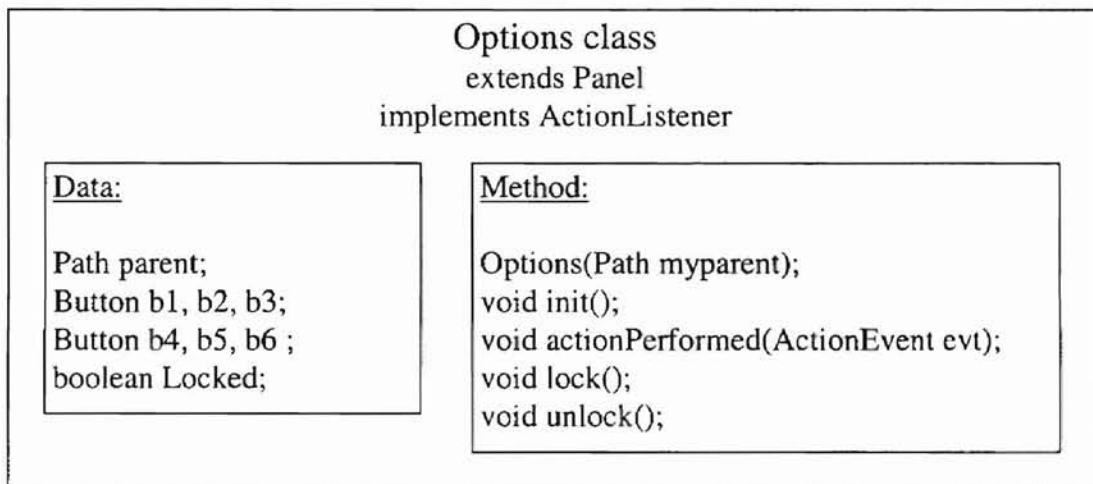 Options class
extends Panel
implements ActionListener
Data:
Path parent;
Button b1, b2, b3;
Button b4, b5, b6 ;
boolean Locked;
Method:
Options(Path myparent);
void init();
void actionPerformed(ActionEvent evt);
void lock();
void unlock();